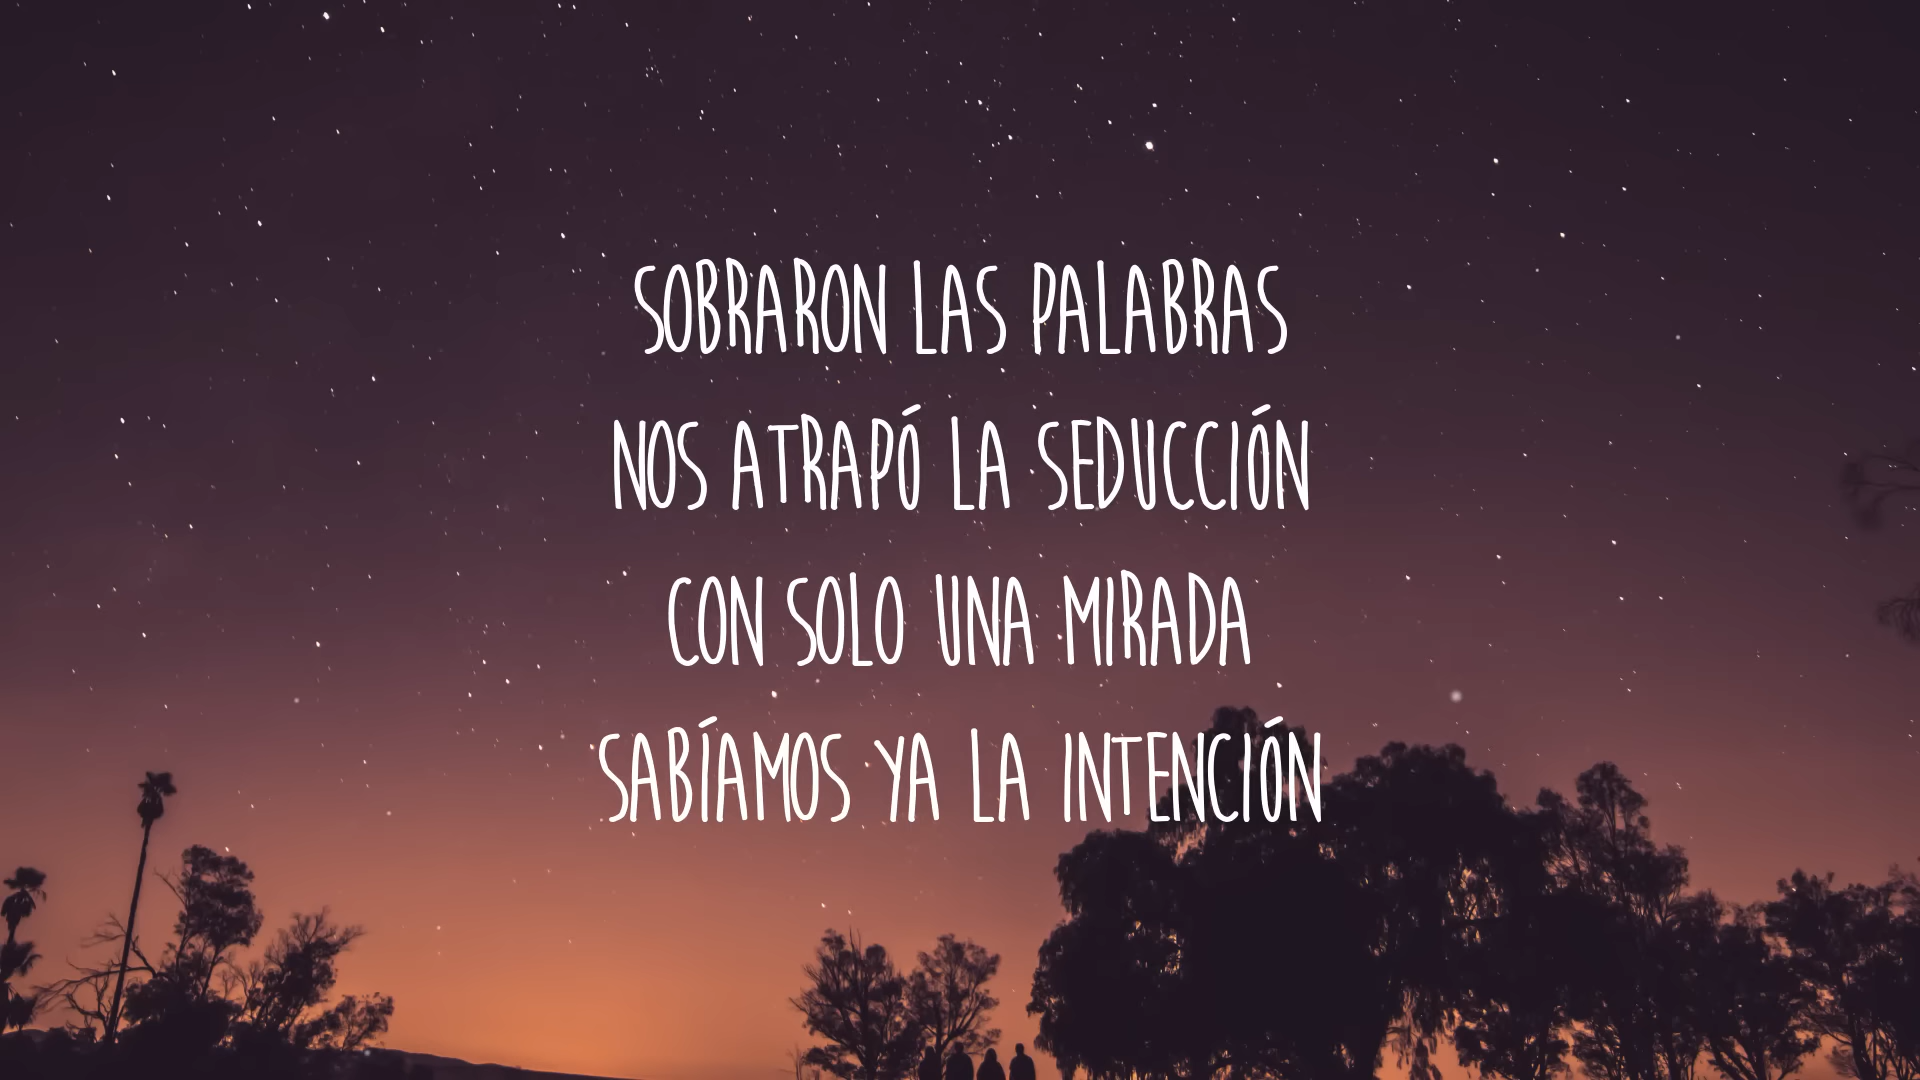 SOBRARON LAS PALABRAS
NOS ATRAPÓ LA SEDUCCIÓN
CON SOLO UNA MIRADA
SABÍAMOS YA LA INTENCIÓN